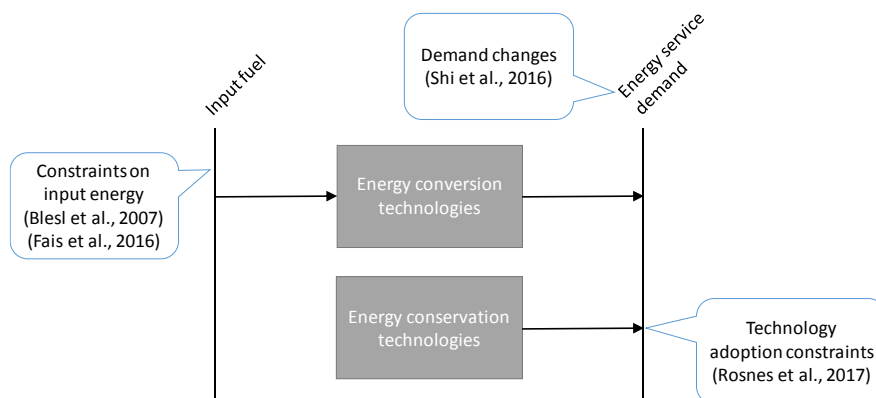 Input fuel
Demand changes
(Shi et al., 2016)
Energy service
demand
Constraints on
input energy
(Blesl et al., 2007)
(Fais et al., 2016)
Energy conversion
technologies
Energy conservation
technologies
Technology
adoption constraints
(Rosnes et al., 2017)